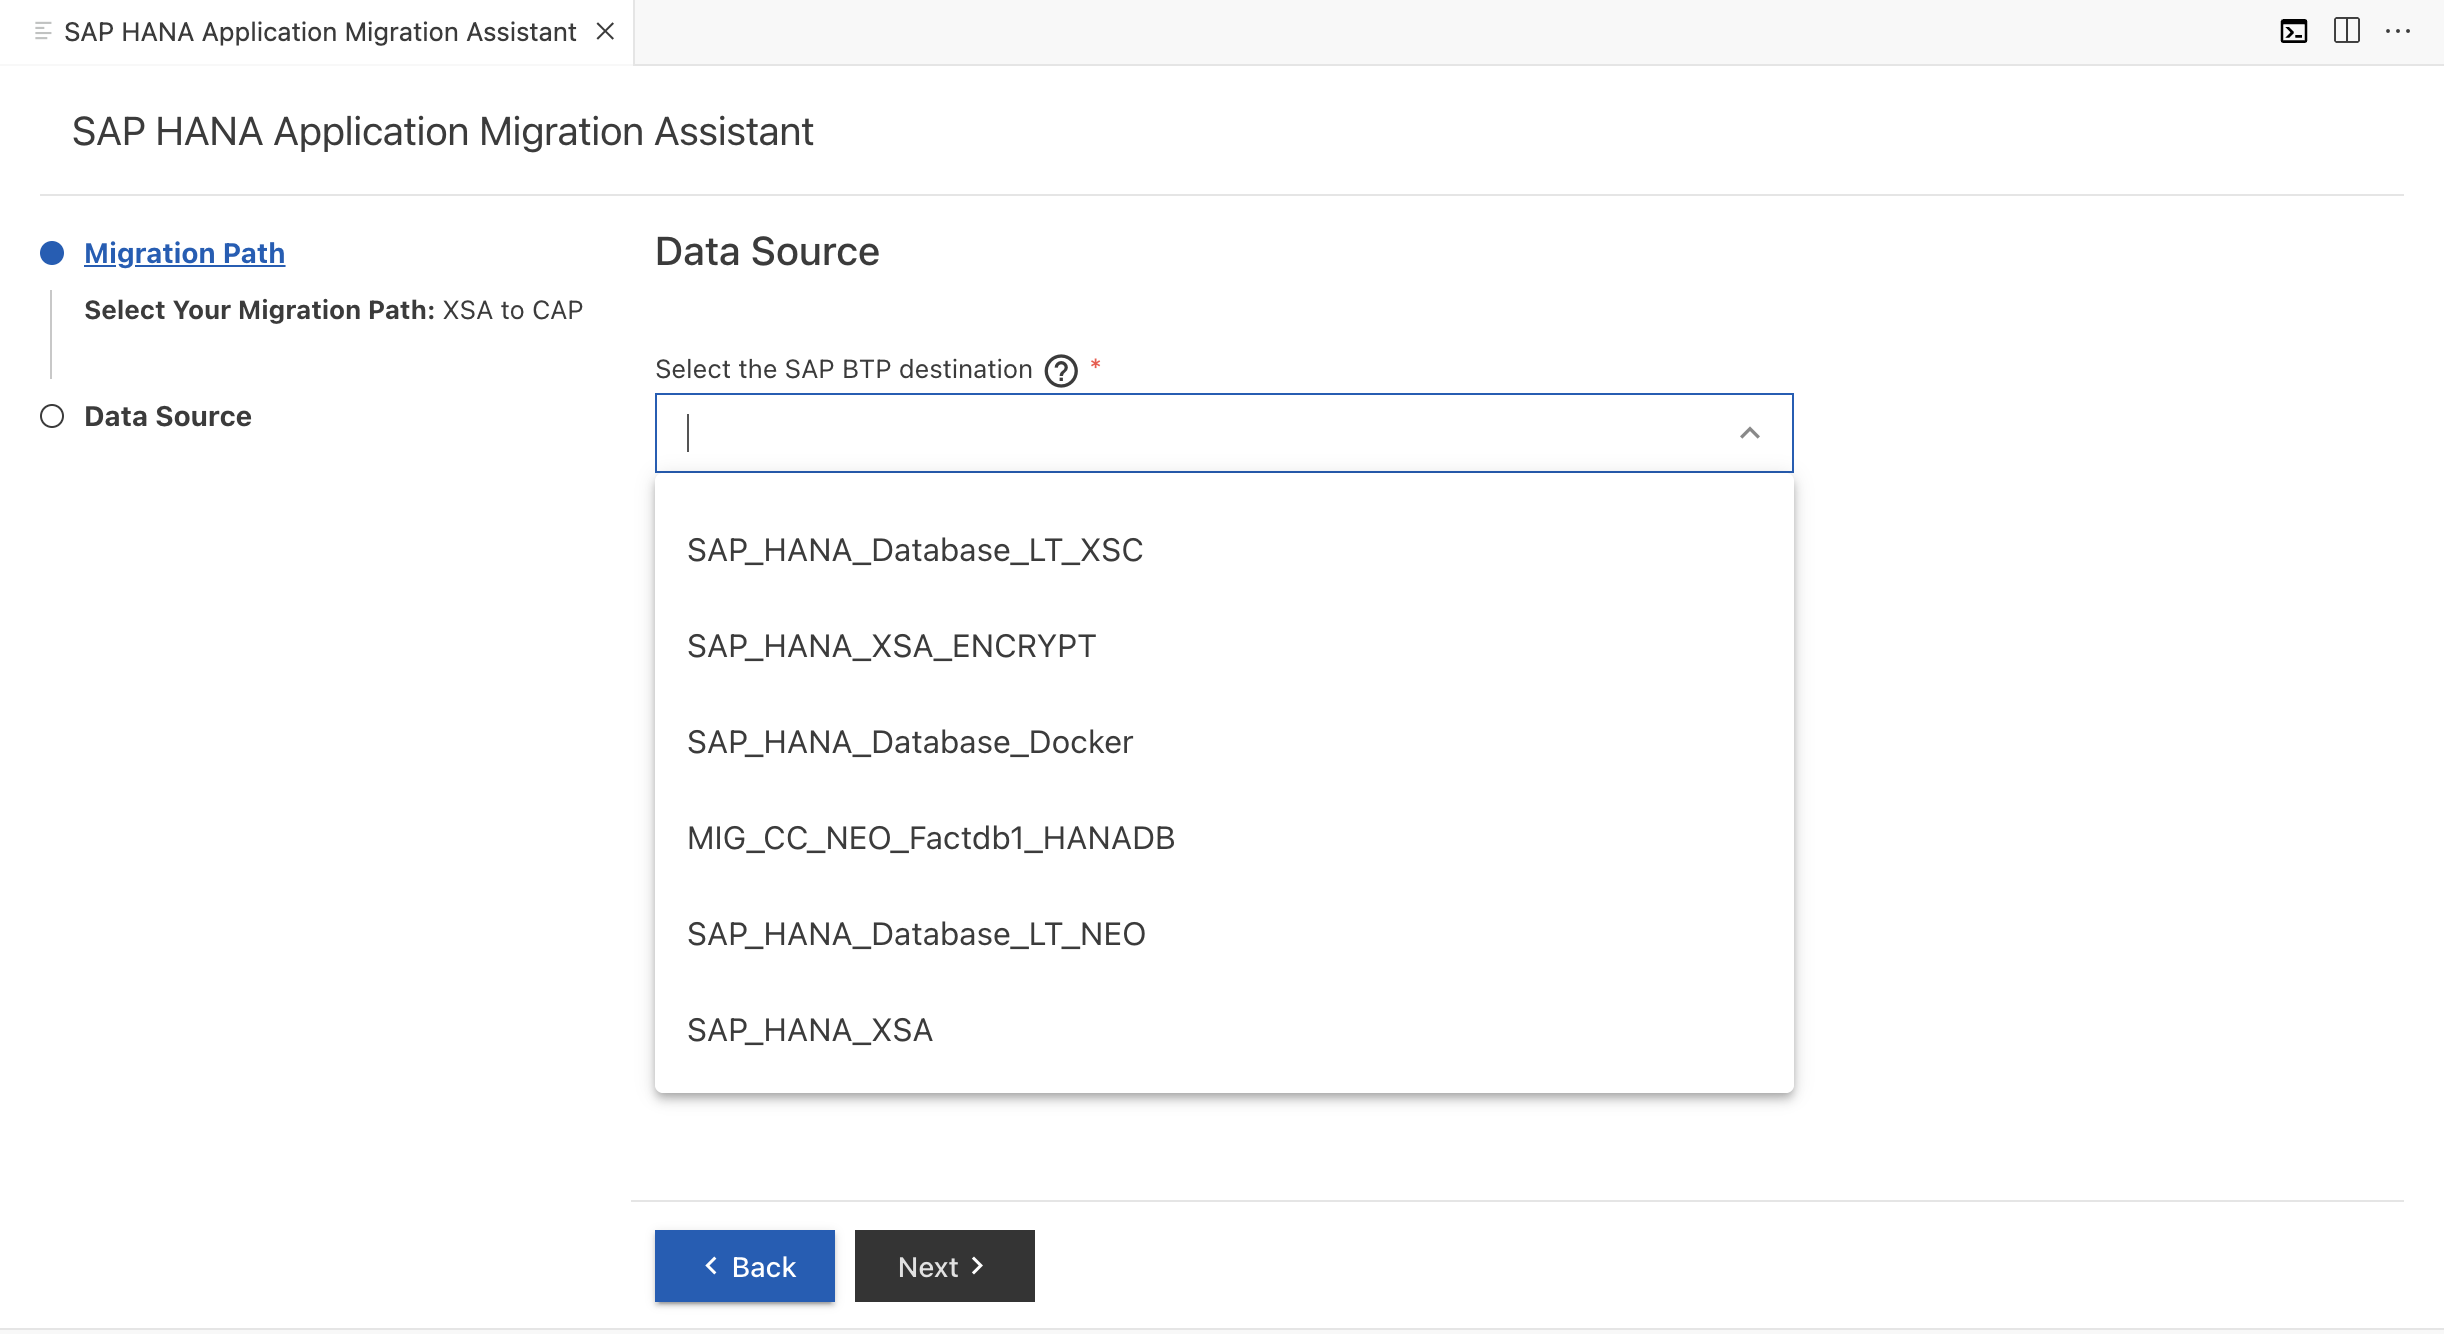 SAP HANA Application Migration Assistant
SAP HANA Application Migration Assistant
Migration Path
Select Your Migration Path: XSA to CAP
Data Source
Data Source
Select the SAP BTP destination ? *
SAP_HANA_Database_LT_XSC
SAP_HANA_XSA_ENCRYPT
SAP_HANA_Database_Docker
MIG_CC_NEO_Factdb1_HANADB
SAP_HANA_Database_LT_NEO
SAP_HANA_XSA
Back
Next